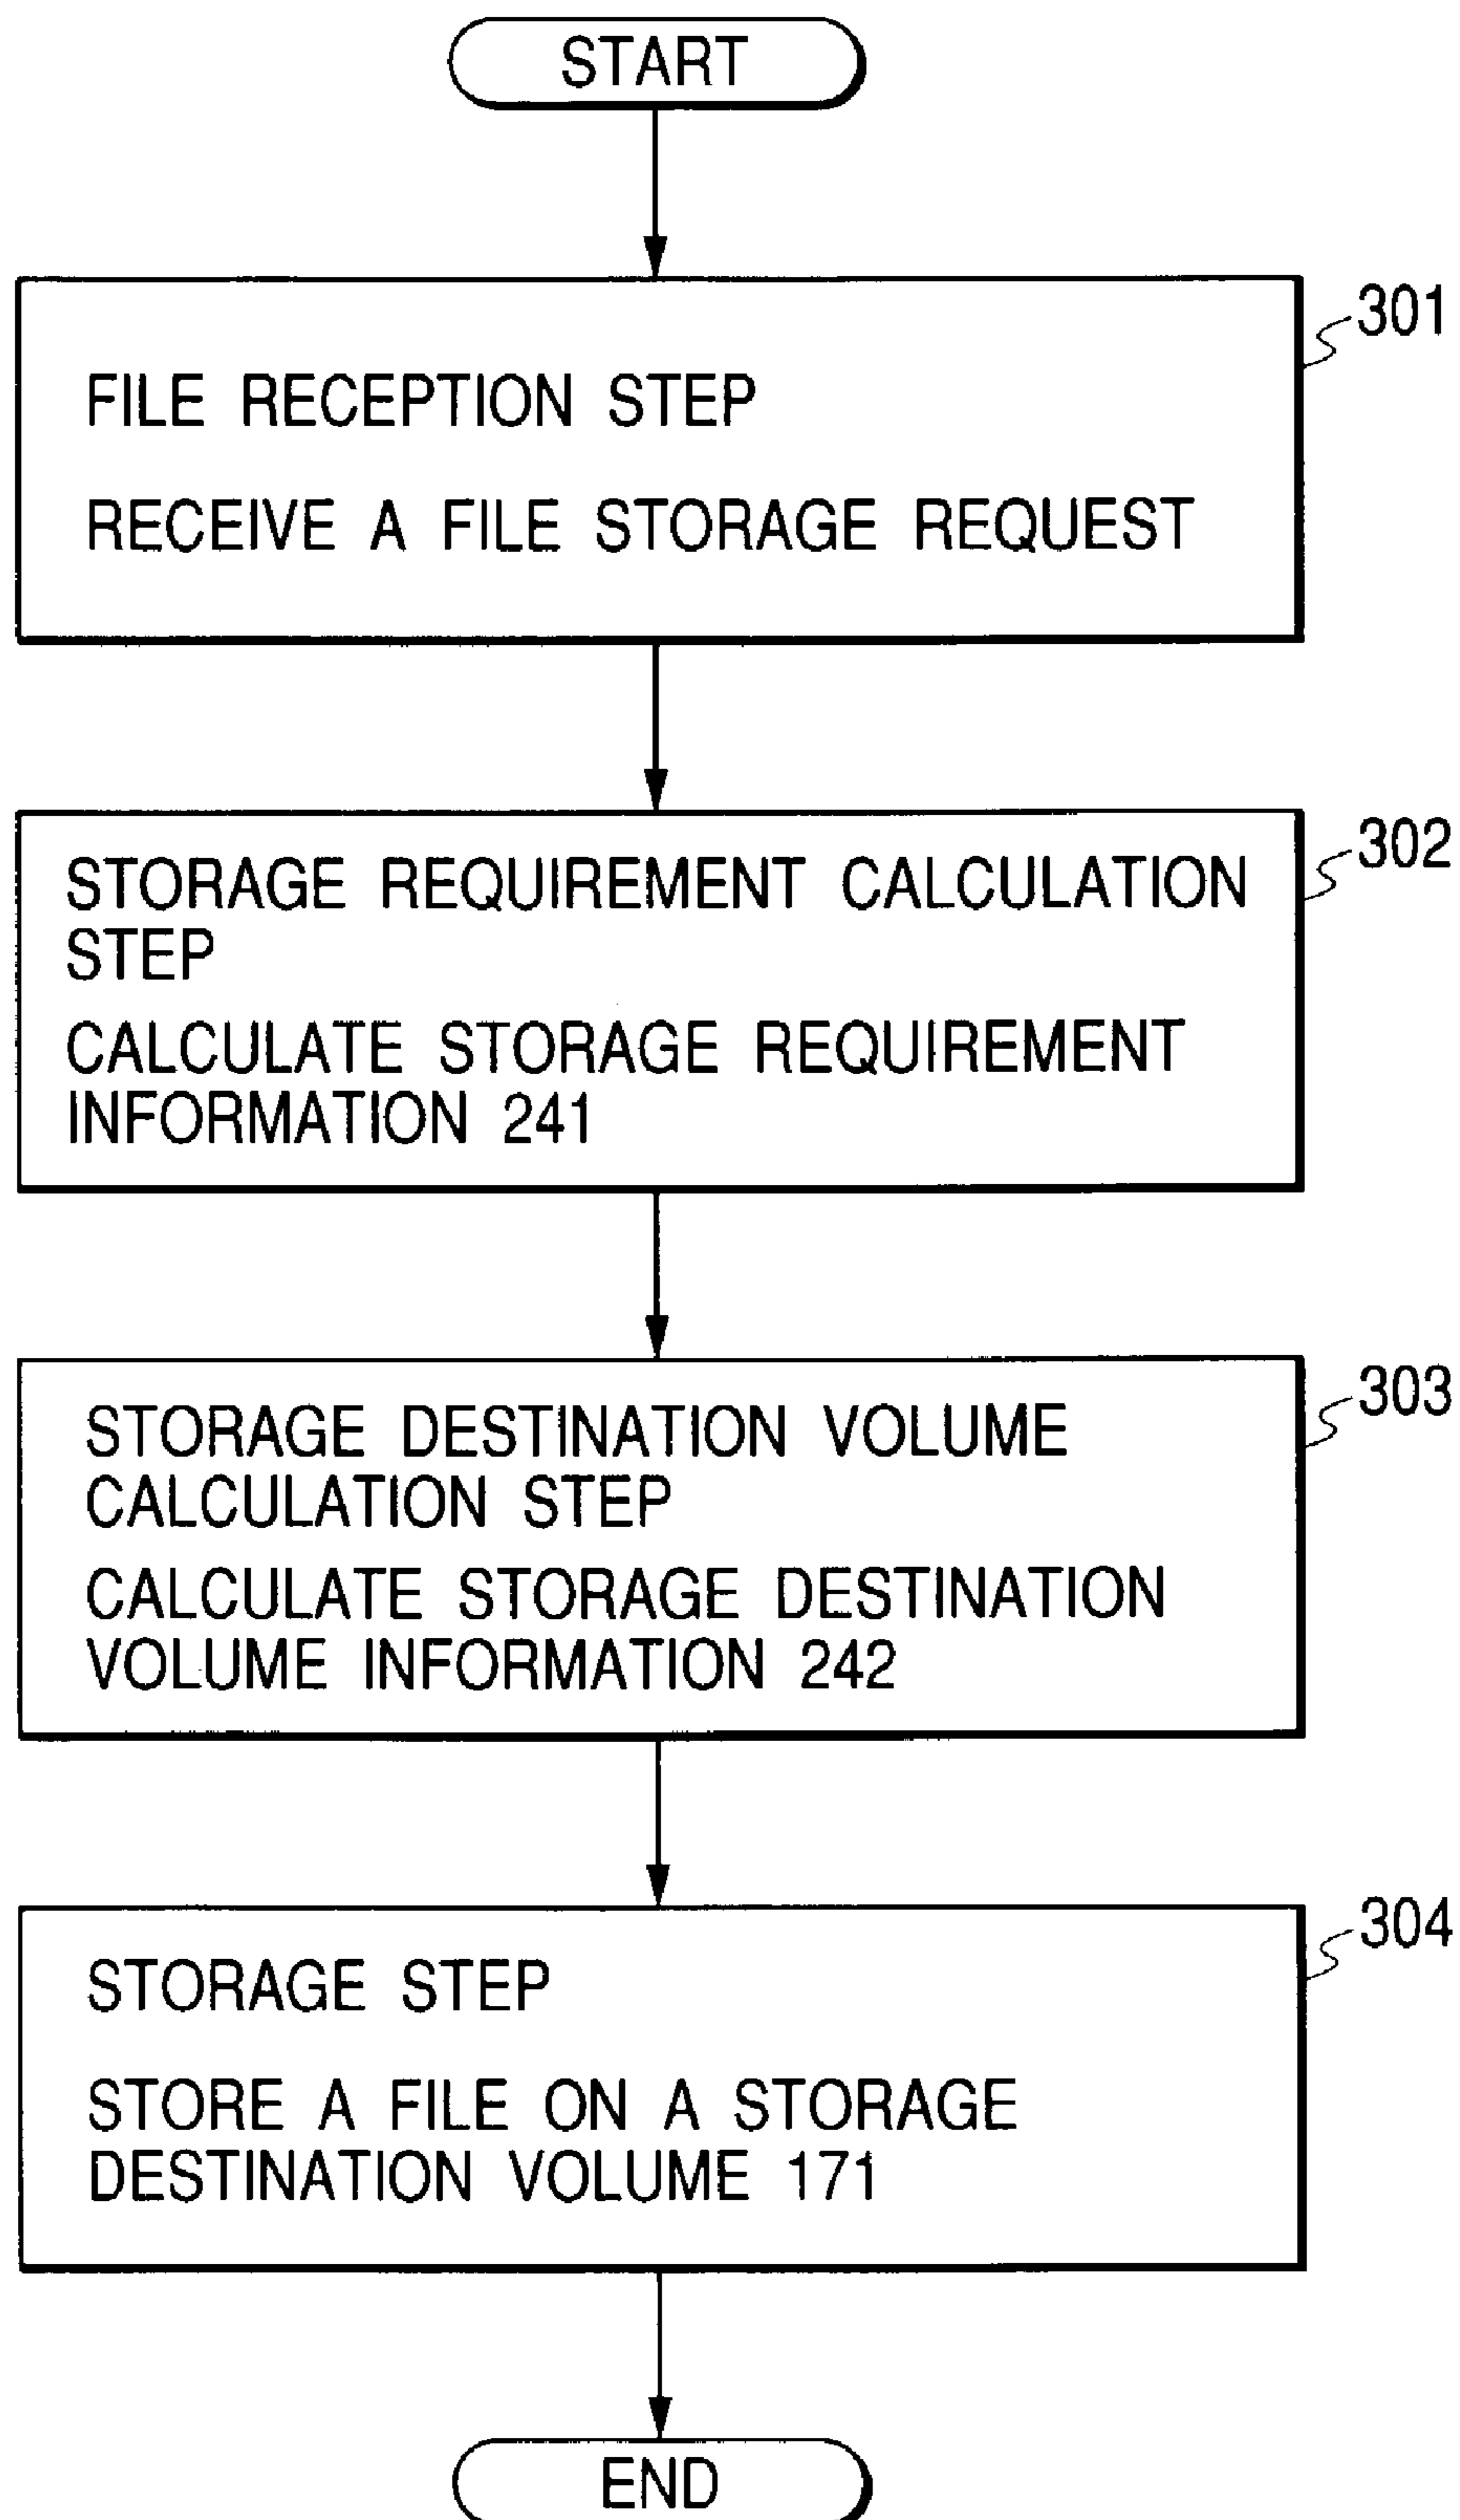 START
301
FILE RECEPTION STEP
RECEIVE A FILE STORAGE REQUEST
302
STORAGE REQUIREMENT CALCULATION
STEP
CALCULATE STORAGE REQUIREMENT
INFORMATION 241
303
STORAGE DESTINATION VOLUME
CALCULATION STEP
CALCULATE STORAGE DESTINATION
VOLUME INFORMATION 242
304
STORAGE STEP
STORE A FILE ON A STORAGE
DESTINATION VOLUME 171
END